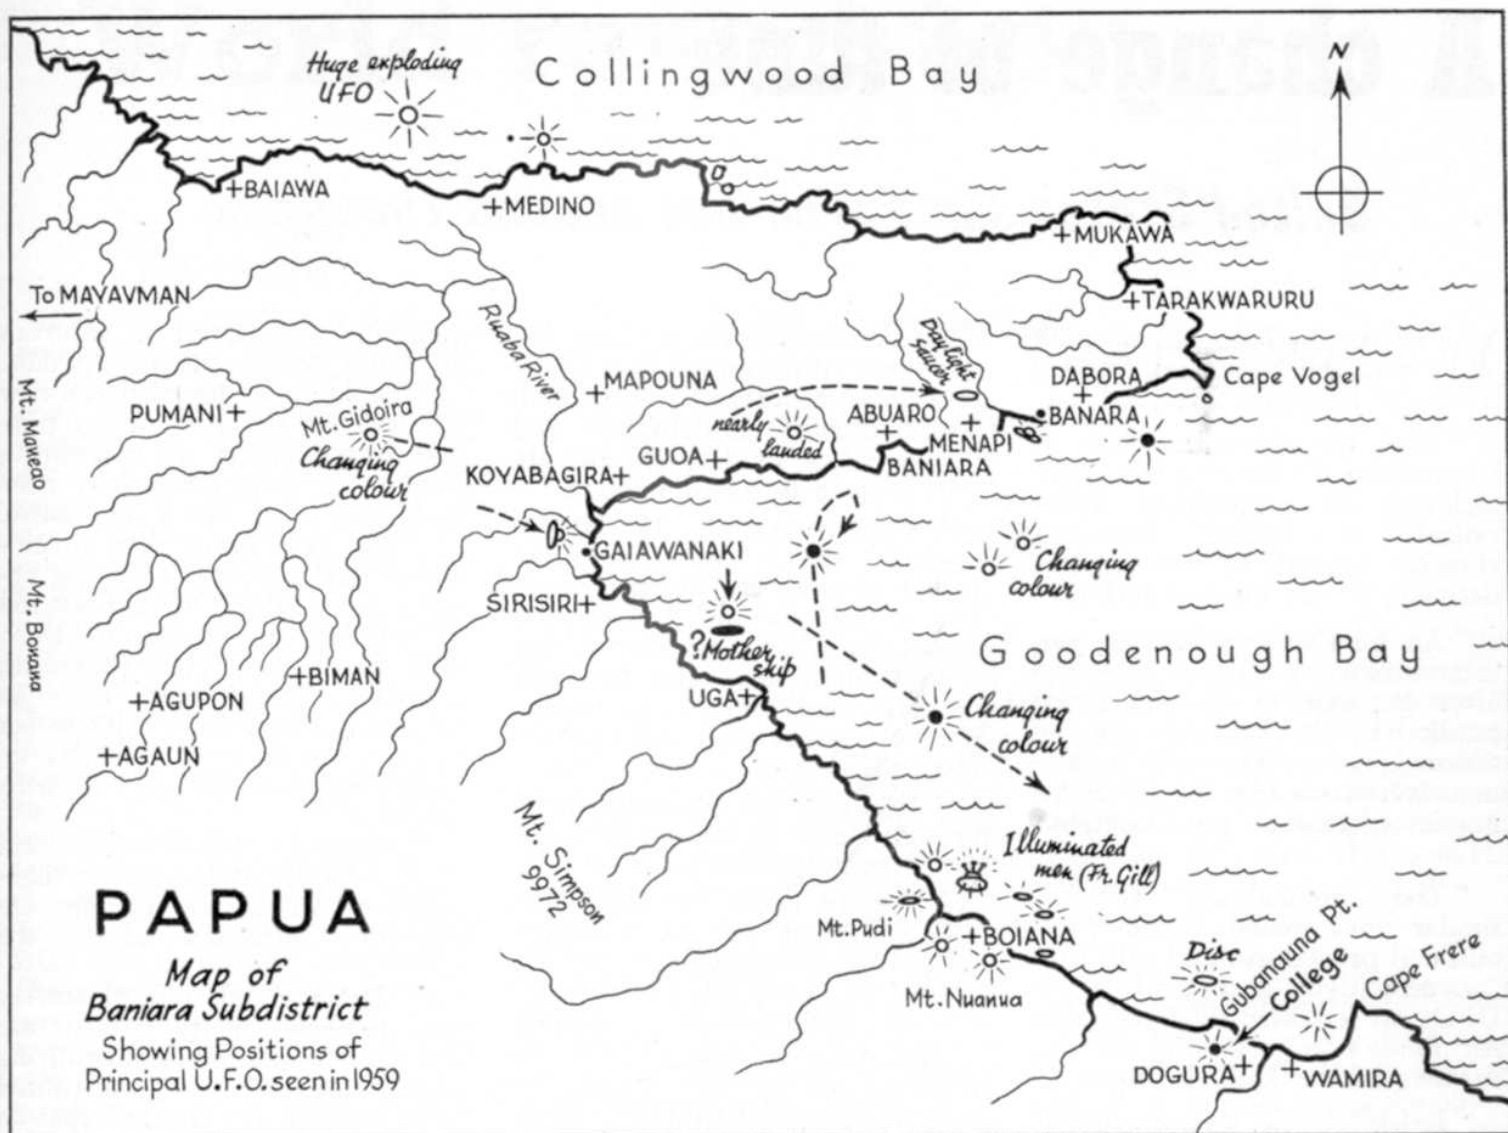 Huge exploding
UFO
Collingwood Bay
N
+BAIAWA
+MEDINO
+MUKAWA
To MAYAVMAN
Ruaba River
+TARAKWARURU
Daylight
saucer
Mt. Maneao
PUMANI+
Mt. Gidoira
Changing
colour
+MAPOUNA
DABORA
+
Cape Vogel
nearly
landed
ABUARO
+
BANARA
+
MENAPI
KOYABAGIRA+
GUOA+
BANIARA
GAIAWANAKI
Changing
colour
Mt. Bonana
SIRISIRI+
? Mother
ship
Goodenough Bay
+BIMAN
+AGUPON
UGA+
Changing
colour
+AGAUN
Mt. Simpson
9972
Illuminated
men (Fr. Gill)
PAPUA
Map of
Baniara Subdistrict
Showing Positions of
Principal U.F.O. seen in 1959
Mt. Pudi
+BOIANA
Mt. Nuanua
Disc
Gubanauna Pt.
College
Cape Frere
DOGURA+
+WAMIRA